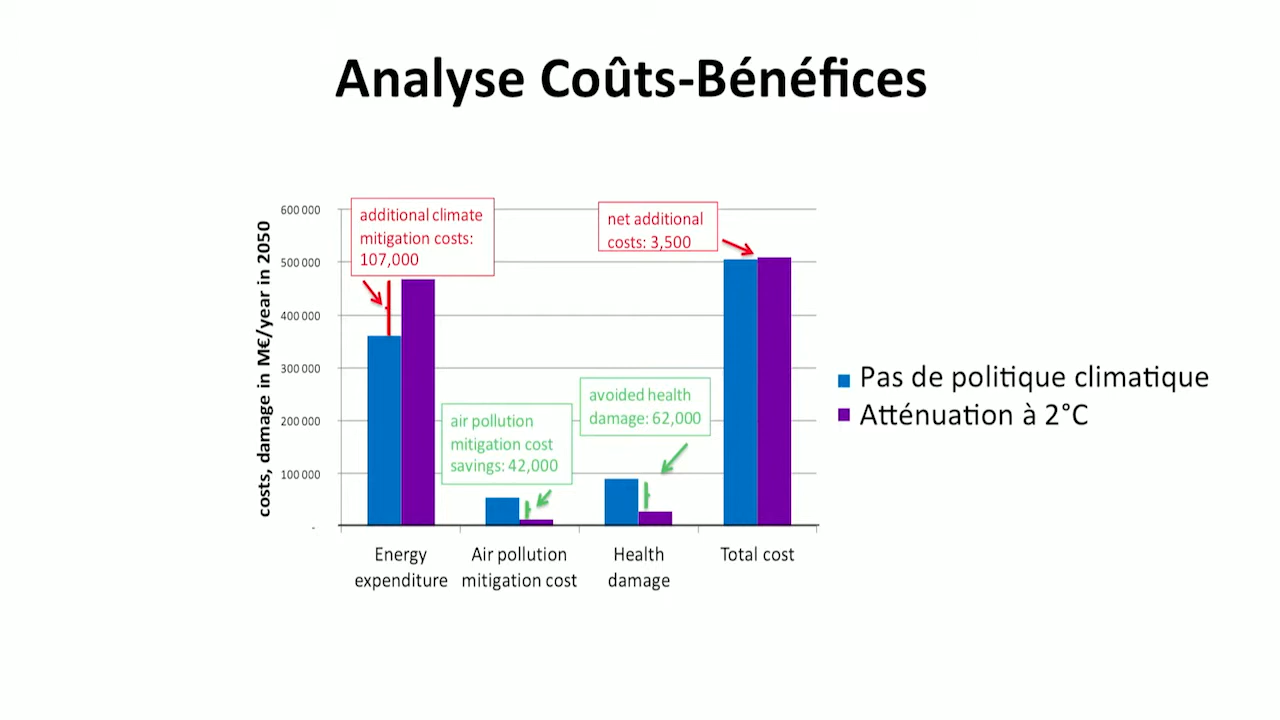 Analyse Coûts-Bénéfices
costs, damage in M€/year in 2050
600 000
500 000
400 000
300 000
200 000
100 000
-
additional climate
mitigation costs:
107,000
air pollution
mitigation cost
savings: 42,000
avoided health
damage: 62,000
net additional
costs: 3,500
Energy
expenditure
Air pollution
mitigation cost
Health
damage
Total cost
Pas de politique climatique
Atténuation à 2°C